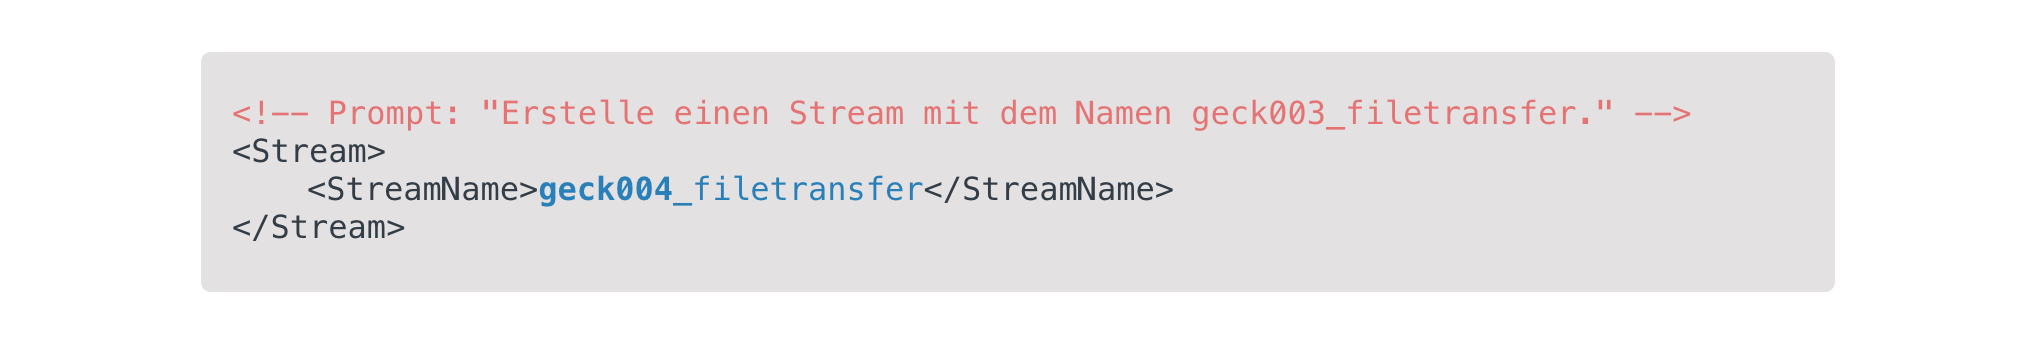 <!-- Prompt: "Erstelle einen Stream mit dem Namen geck003_filetransfer." -->
<Stream>
    <StreamName>geck004_filetransfer</StreamName>
</Stream>